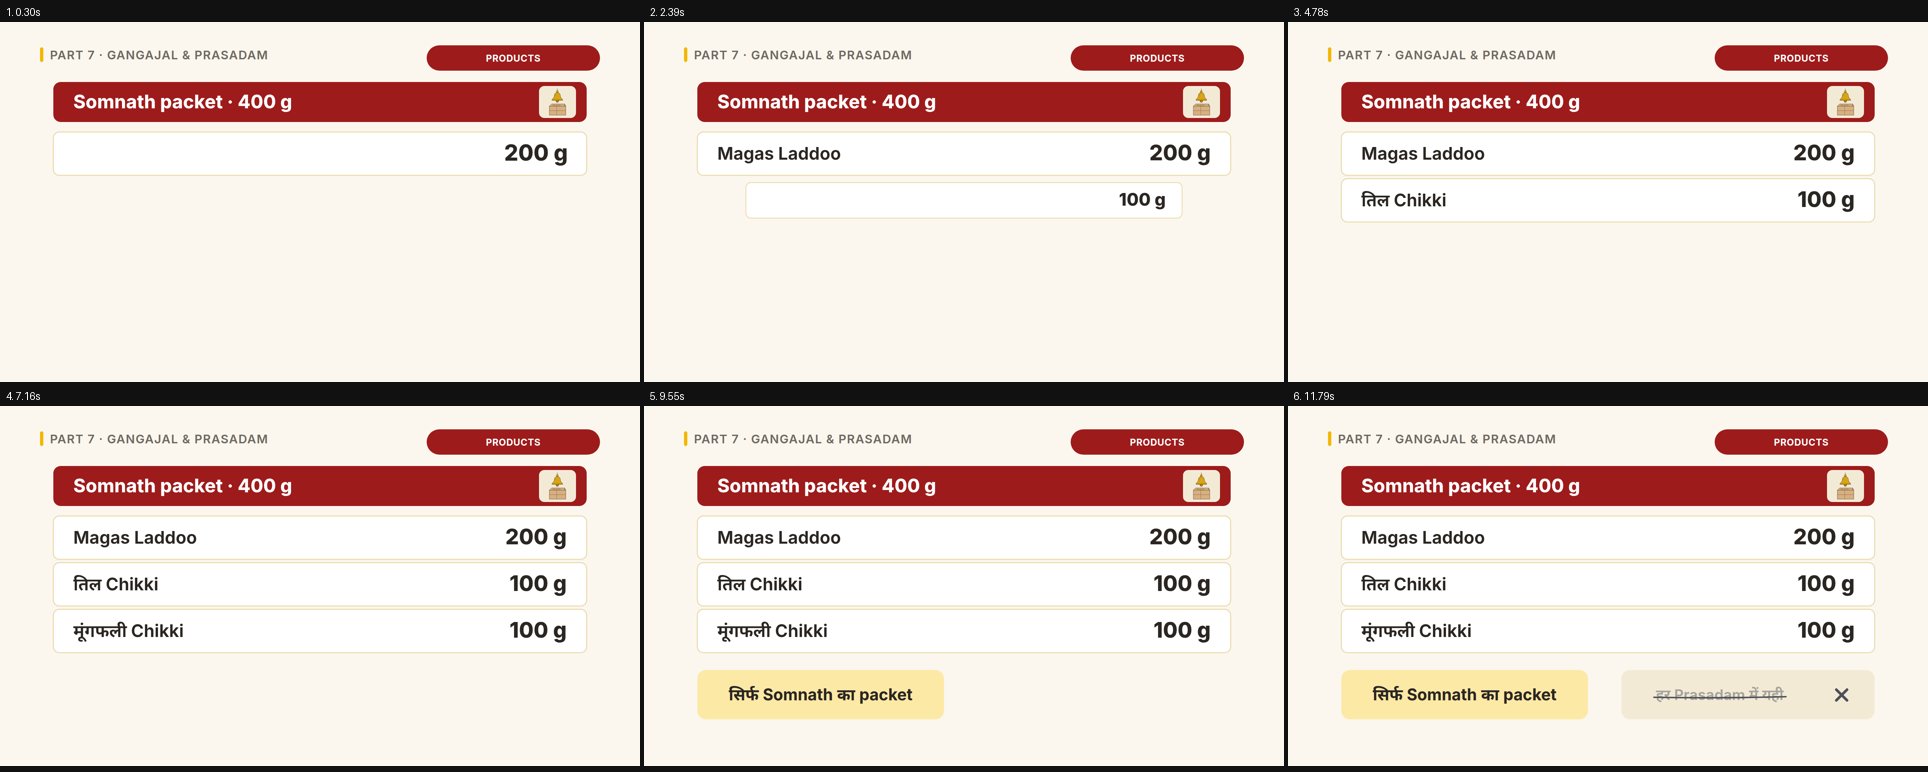 1. 0.30s
PART 7 · GANGAJAL & PRASADAM
PRODUCTS
Somnath packet · 400 g
200 g
2. 2.39s
PART 7 · GANGAJAL & PRASADAM
PRODUCTS
Somnath packet · 400 g
Magas Laddoo 200 g
100 g
3. 4.78s
PART 7 · GANGAJAL & PRASADAM
PRODUCTS
Somnath packet · 400 g
Magas Laddoo 200 g
तिल Chikki 100 g
4. 7.16s
PART 7 · GANGAJAL & PRASADAM
PRODUCTS
Somnath packet · 400 g
Magas Laddoo 200 g
तिल Chikki 100 g
मूंगफली Chikki 100 g
5. 9.55s
PART 7 · GANGAJAL & PRASADAM
PRODUCTS
Somnath packet · 400 g
Magas Laddoo 200 g
तिल Chikki 100 g
मूंगफली Chikki 100 g
सिर्फ Somnath का packet
6. 11.79s
PART 7 · GANGAJAL & PRASADAM
PRODUCTS
Somnath packet · 400 g
Magas Laddoo 200 g
तिल Chikki 100 g
मूंगफली Chikki 100 g
सिर्फ Somnath का packet
हर Prasadam में यही ✕